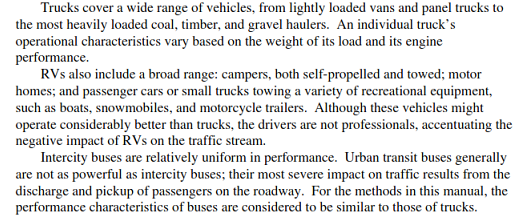 Trucks cover a wide range of vehicles, from lightly loaded vans and panel trucks to
the most heavily loaded coal, timber, and gravel haulers. An individual truck's
operational characteristics vary based on the weight of its load and its engine
performance.
RVs also include a broad range: campers, both self-propelled and towed; motor
homes; and passenger cars or small trucks towing a variety of recreational equipment,
such as boats, snowmobiles, and motorcycle trailers. Although these vehicles might
operate considerably better than trucks, the drivers are not professionals, accentuating the
negative impact of RVs on the traffic stream.
Intercity buses are relatively uniform in performance. Urban transit buses generally
are not as powerful as intercity buses; their most severe impact on traffic results from the
discharge and pickup of passengers on the roadway. For the methods in this manual, the
performance characteristics of buses are considered to be similar to those of trucks.